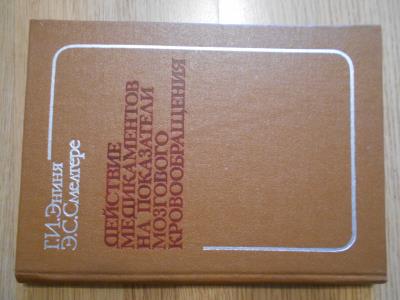 Г.И.Эниня
Э.С.Смелтере
ДЕЙСТВИЕ
МЕДИКАМЕНТОВ
НА ПОКАЗАТЕЛИ
МОЗГОВОГО
КРОВООБРАЩЕНИЯ